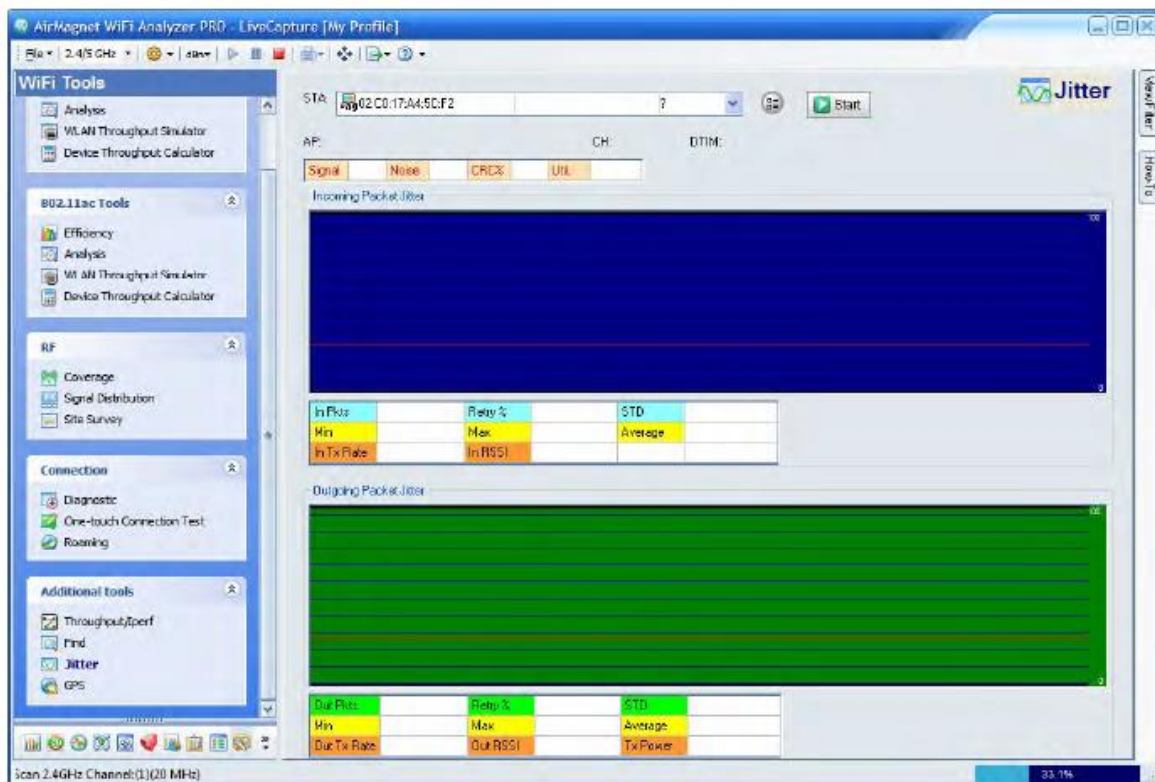 AirMagnet WiFi Analyzer PRO - LiveCapture [My Profile]
File 2.4/5 GHz dBm
WiFi Tools
Analysis
WLAN Throughput Simulator
Device Throughput Calculator
802.11ac Tools
Efficiency
Analysis
WLAN Throughput Simulator
Device Throughput Calculator
RF
Coverage
Signal Distribution
Site Survey
Connection
Diagnostic
One-touch Connection Test
Roaming
Additional tools
Throughput/Iperf
Find
Jitter
GPS
STA: 02:C0:17:A4:5C:F2 ? Start
Jitter
AP: CH: DTIM:
Signal Noise CRC% Util.
Incoming Packet Jitter
100
0
In Pkts Retry % STD
Min Max Average
In Tx Rate In RSSI
Outgoing Packet Jitter
100
0
Out Pkts Retry % STD
Min Max Average
Out Tx Rate Out RSSI Tx Power
View Filter
How-To
Scan 2.4GHz Channel:(1)(20 MHz)
33.1%